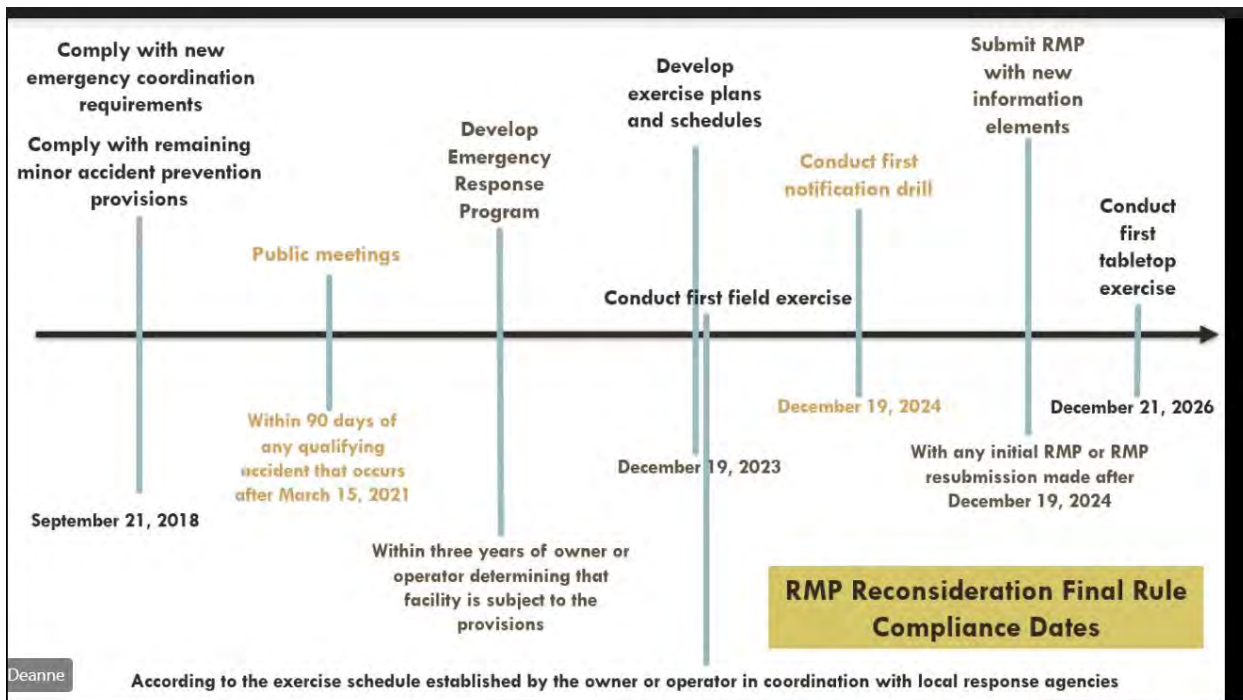 Comply with new
emergency coordination
requirements
Comply with remaining
minor accident prevention
provisions
September 21, 2018
Public meetings
Within 90 days of
any qualifying
accident that occurs
after March 15, 2021
Develop
Emergency
Response
Program
Within three years of owner or
operator determining that
facility is subject to the
provisions
Develop
exercise plans
and schedules
December 19, 2023
Conduct first field exercise
According to the exercise schedule established by the owner or operator in coordination with local response agencies
Conduct first
notification drill
December 19, 2024
Submit RMP
with new
information
elements
With any initial RMP or RMP
resubmission made after
December 19, 2024
Conduct
first
tabletop
exercise
December 21, 2026
RMP Reconsideration Final Rule
Compliance Dates
Deanne